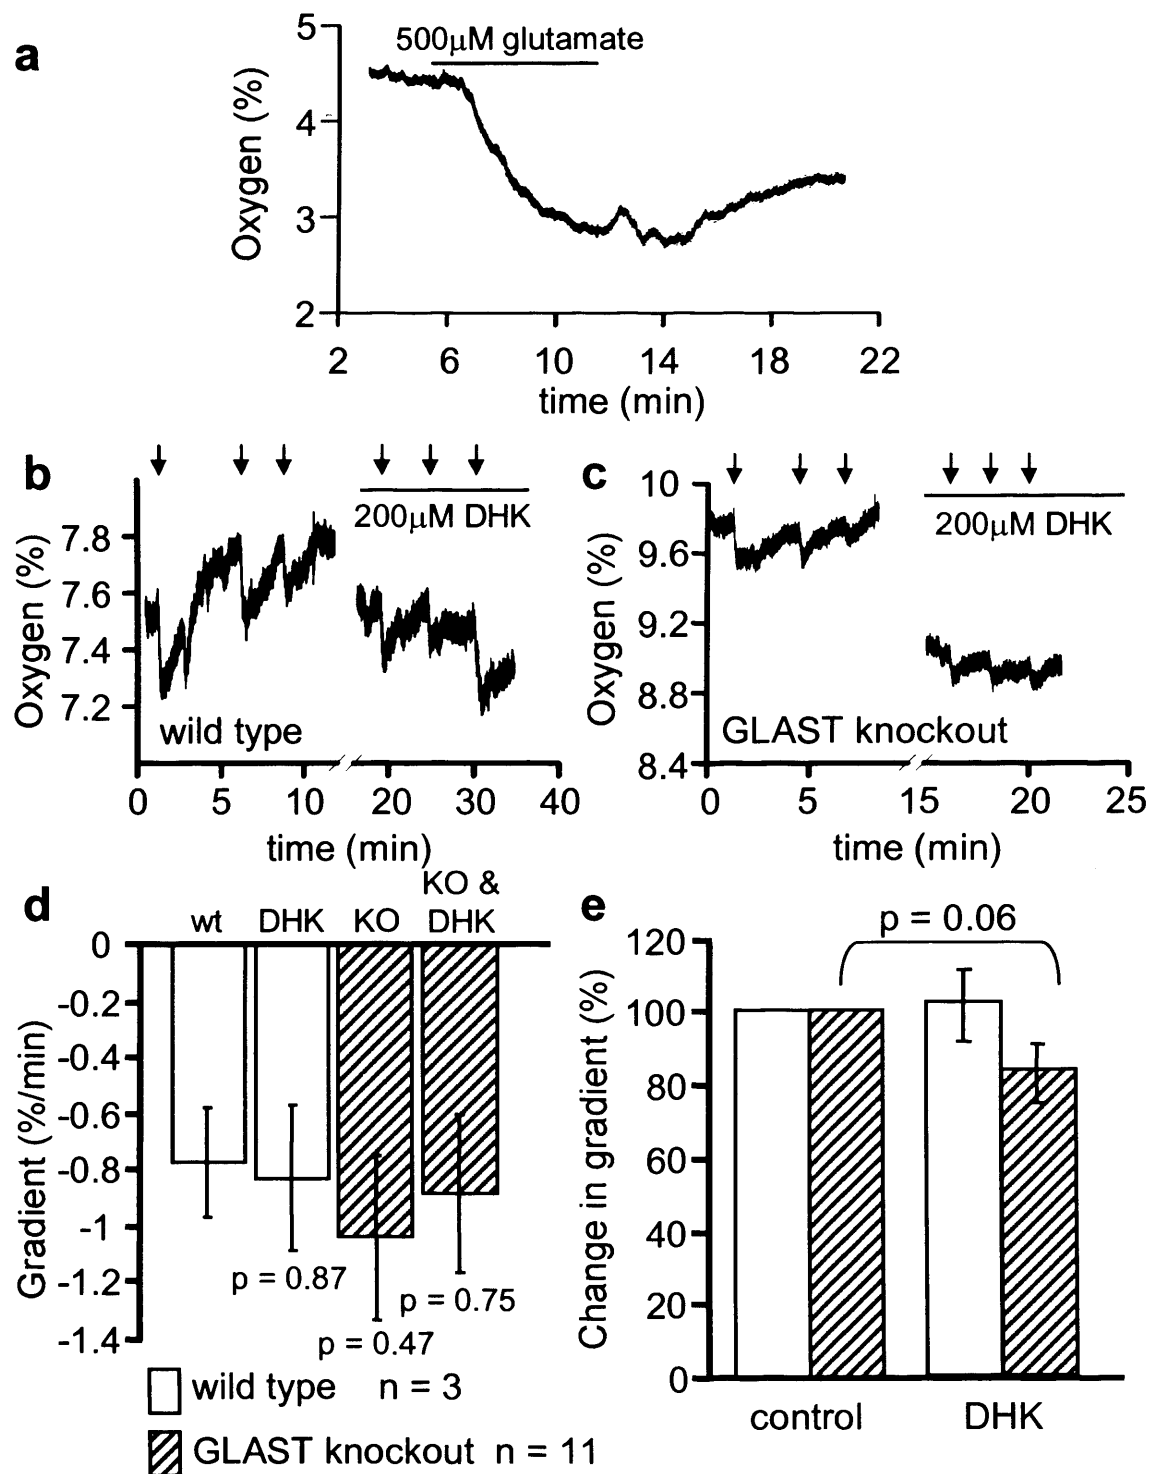 a
500μM glutamate
Oxygen (%)
5
4
3
2
2 6 10 14 18 22
time (min)
b
200μM DHK
Oxygen (%)
7.8
7.6
7.4
7.2
wild type
0 5 10 20 30 40
time (min)
c
200μM DHK
Oxygen (%)
10
9.6
9.2
8.8
8.4
GLAST knockout
0 5 15 20 25
time (min)
d
wt DHK KO KO & DHK
Gradient (%/min)
0
-0.2
-0.4
-0.6
-0.8
-1
-1.2
-1.4
p = 0.87
p = 0.75
p = 0.47
wild type n = 3
GLAST knockout n = 11
e
p = 0.06
Change in gradient (%)
120
100
80
60
40
20
0
control DHK